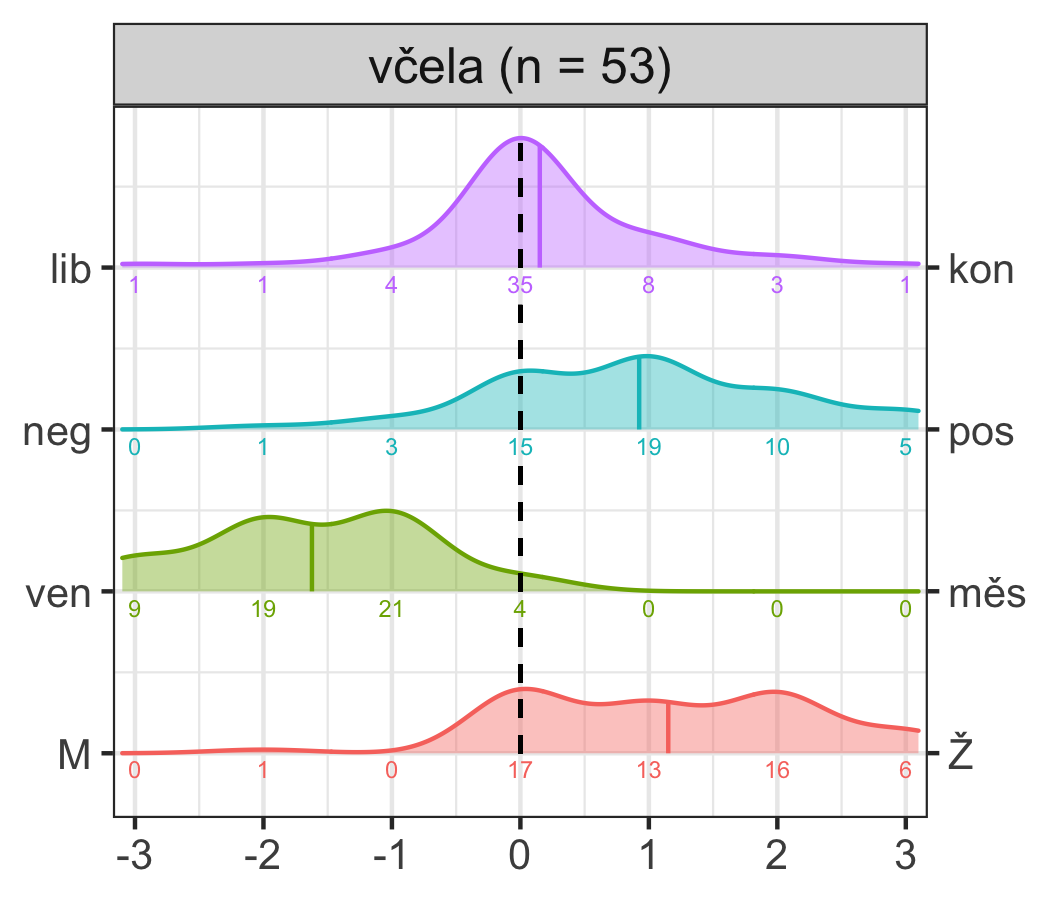 včela (n = 53)
lib kon
1 1 4 35 8 3 1
neg pos
0 1 3 15 19 10 5
ven měs
9 19 21 4 0 0 0
M Ž
0 1 0 17 13 16 6
-3 -2 -1 0 1 2 3